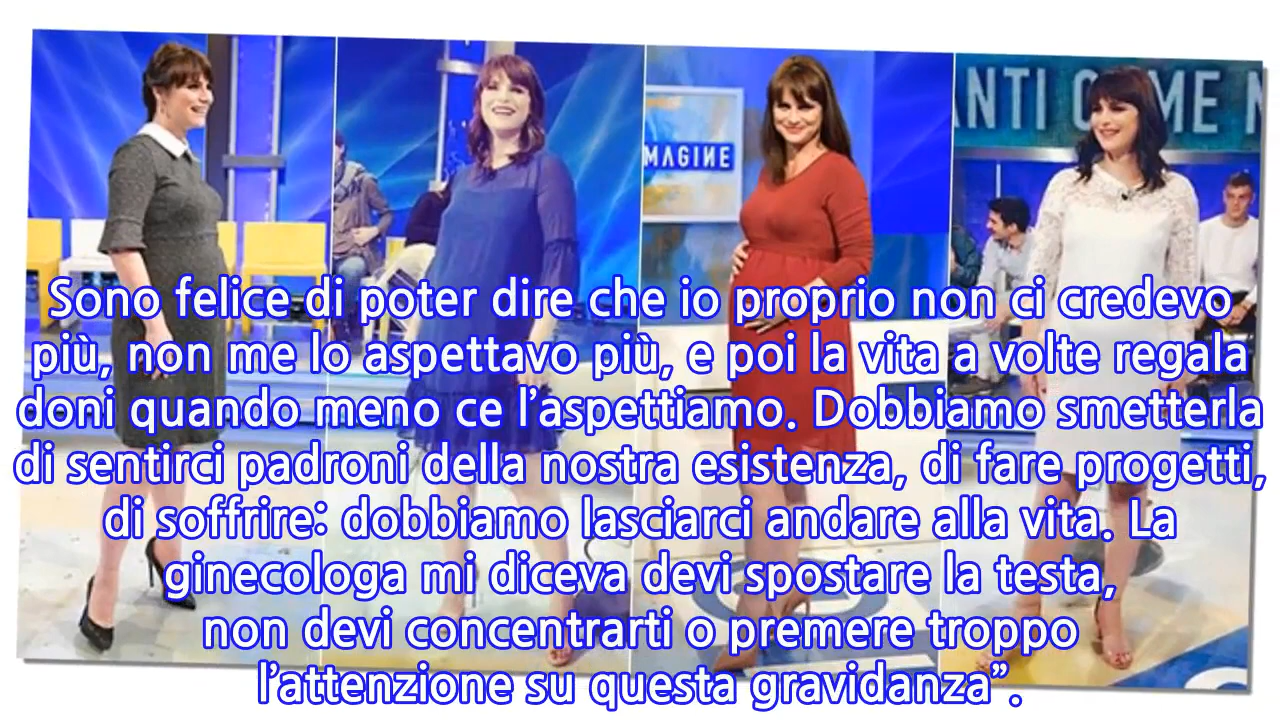 ANTI COME N
MAGINE
Sono felice di poter dire che io proprio non ci credevo
più, non me lo aspettavo più, e poi la vita a volte regala
doni quando meno ce l’aspettiamo. Dobbiamo smetterla
di sentirci padroni della nostra esistenza, di fare progetti,
di soffrire: dobbiamo lasciarci andare alla vita. La
ginecologa mi diceva devi spostare la testa,
non devi concentrarti o premere troppo
l’attenzione su questa gravidanza”.